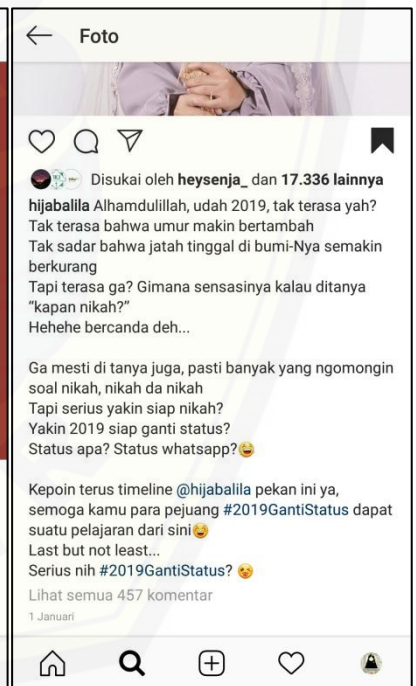 Foto
Disukai oleh heysenja_ dan 17.336 lainnya
hijabalila Alhamdulillah, udah 2019, tak terasa yah?
Tak terasa bahwa umur makin bertambah
Tak sadar bahwa jatah tinggal di bumi-Nya semakin
berkurang
Tapi terasa ga? Gimana sensasinya kalau ditanya
“kapan nikah?”
Hehehe bercanda deh...
Ga mesti di tanya juga, pasti banyak yang ngomongin
soal nikah, nikah da nikah
Tapi serius yakin siap nikah?
Yakin 2019 siap ganti status?
Status apa? Status whatsapp?😂
Kepoin terus timeline @hijabalila pekan ini ya,
semoga kamu para pejuang #2019GantiStatus dapat
suatu pelajaran dari sini😄
Last but not least...
Serius nih #2019GantiStatus? 😲
Lihat semua 457 komentar
1 Januari